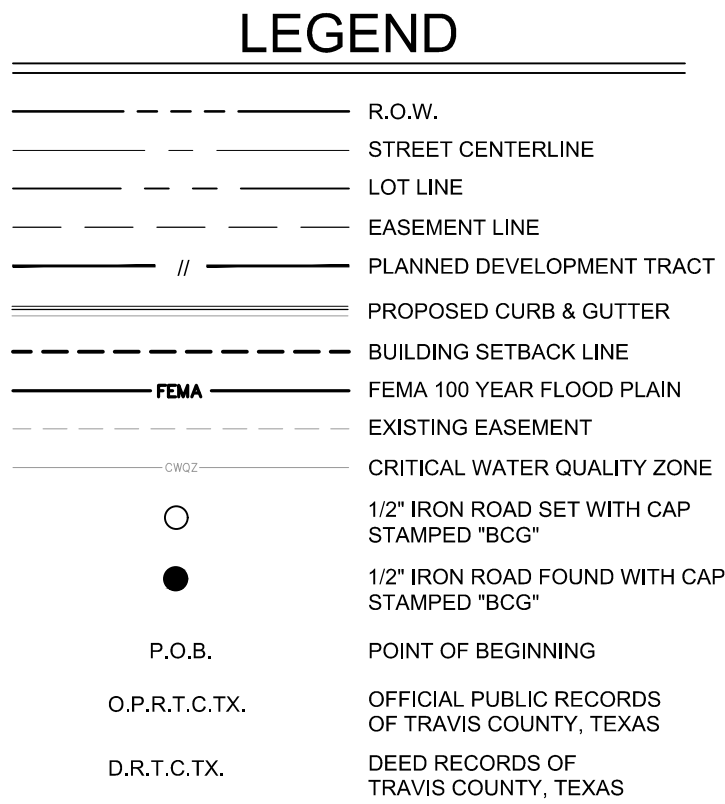 LEGEND
R.O.W.
STREET CENTERLINE
LOT LINE
EASEMENT LINE
// PLANNED DEVELOPMENT TRACT
PROPOSED CURB & GUTTER
BUILDING SETBACK LINE
FEMA FEMA 100 YEAR FLOOD PLAIN
EXISTING EASEMENT
CWQZ CRITICAL WATER QUALITY ZONE
1/2" IRON ROAD SET WITH CAP
STAMPED "BCG"
1/2" IRON ROAD FOUND WITH CAP
STAMPED "BCG"
P.O.B. POINT OF BEGINNING
O.P.R.T.C.TX. OFFICIAL PUBLIC RECORDS
OF TRAVIS COUNTY, TEXAS
D.R.T.C.TX. DEED RECORDS OF
TRAVIS COUNTY, TEXAS